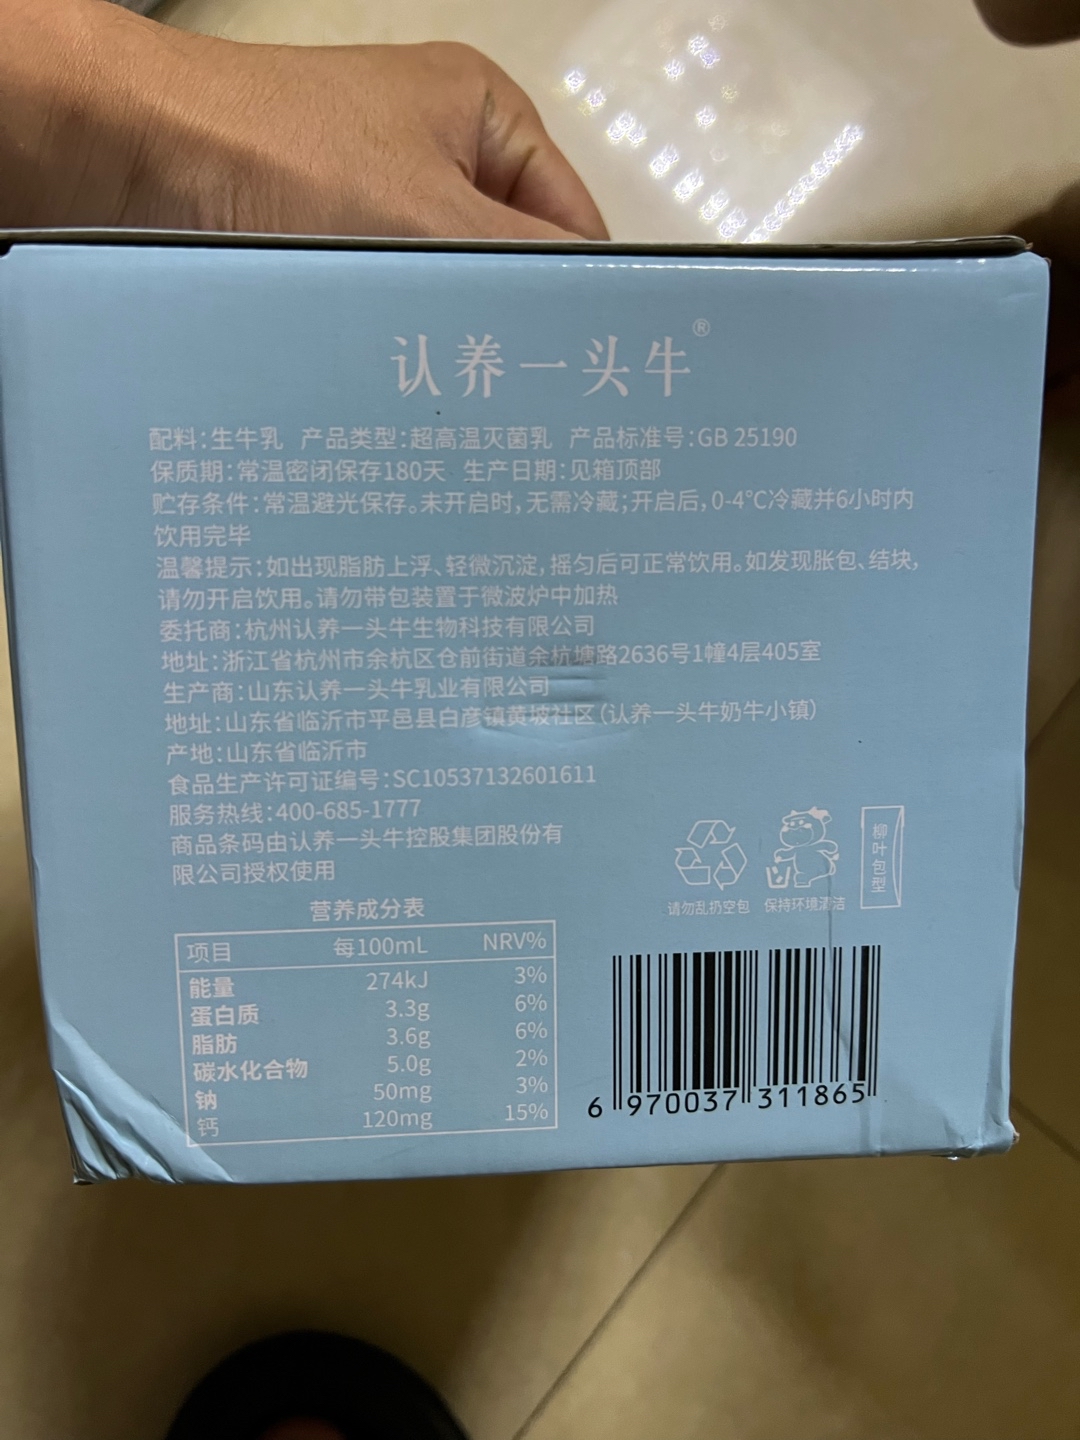 认养一头牛®
配料:生牛乳 产品类型:超高温灭菌乳 产品标准号:GB 25190
保质期:常温密闭保存180天 生产日期:见箱顶部
贮存条件:常温避光保存。未开启时,无需冷藏;开启后,0-4℃冷藏并6小时内
饮用完毕
温馨提示:如出现脂肪上浮、轻微沉淀,摇匀后可正常饮用。如发现胀包、结块,
请勿开启饮用。请勿带包装置于微波炉中加热
委托商:杭州认养一头牛生物科技有限公司
地址:浙江省杭州市余杭区仓前街道余杭塘路2636号1幢4层405室
生产商:山东认养一头牛乳业有限公司
地址:山东省临沂市平邑县白彦镇黄坡社区(认养一头牛奶牛小镇)
产地:山东省临沂市
食品生产许可证编号:SC10537132601611
服务热线:400-685-1777
商品条码由认养一头牛控股集团股份有
限公司授权使用
请勿乱扔空包 保持环境清洁
柳叶包型
营养成分表
项目 每100mL NRV%
能量 274kJ 3%
蛋白质 3.3g 6%
脂肪 3.6g 6%
碳水化合物 5.0g 2%
钠 50mg 3%
钙 120mg 15%
6 970037 311865